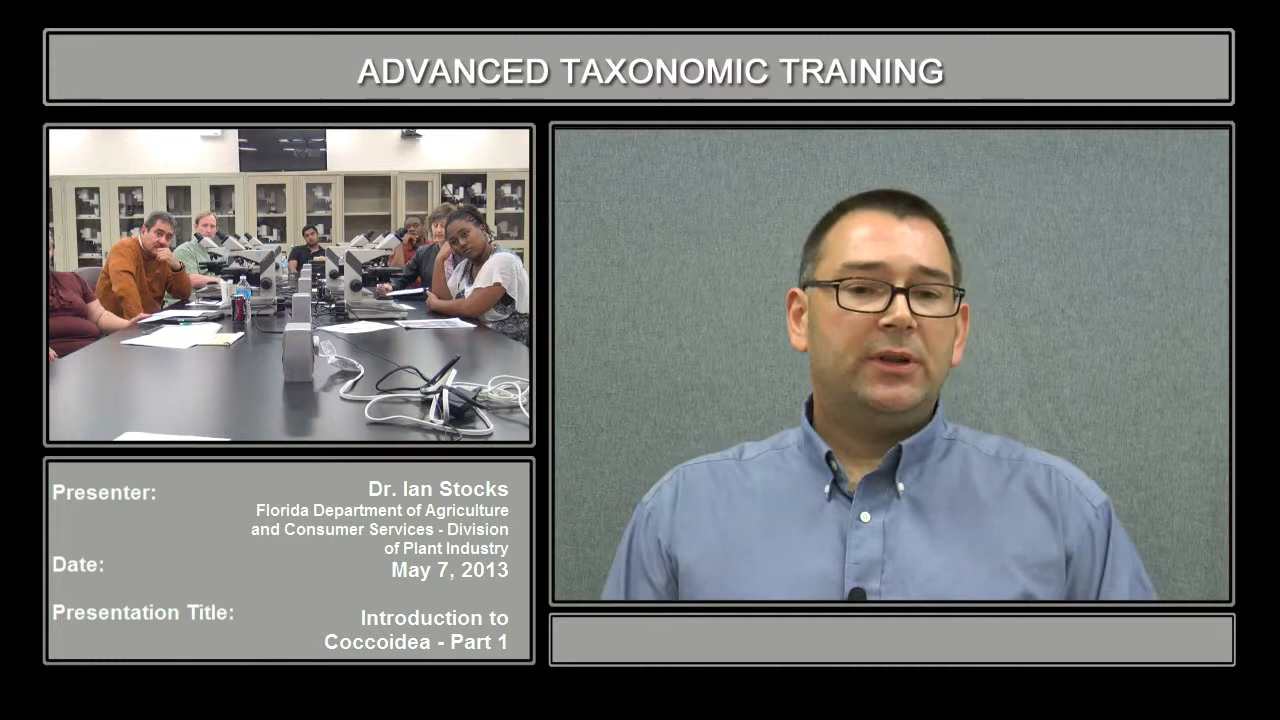 ADVANCED TAXONOMIC TRAINING
Presenter:
Dr. Ian Stocks
Florida Department of Agriculture
and Consumer Services - Division
of Plant Industry
Date:
May 7, 2013
Presentation Title:
Introduction to
Coccoidea - Part 1